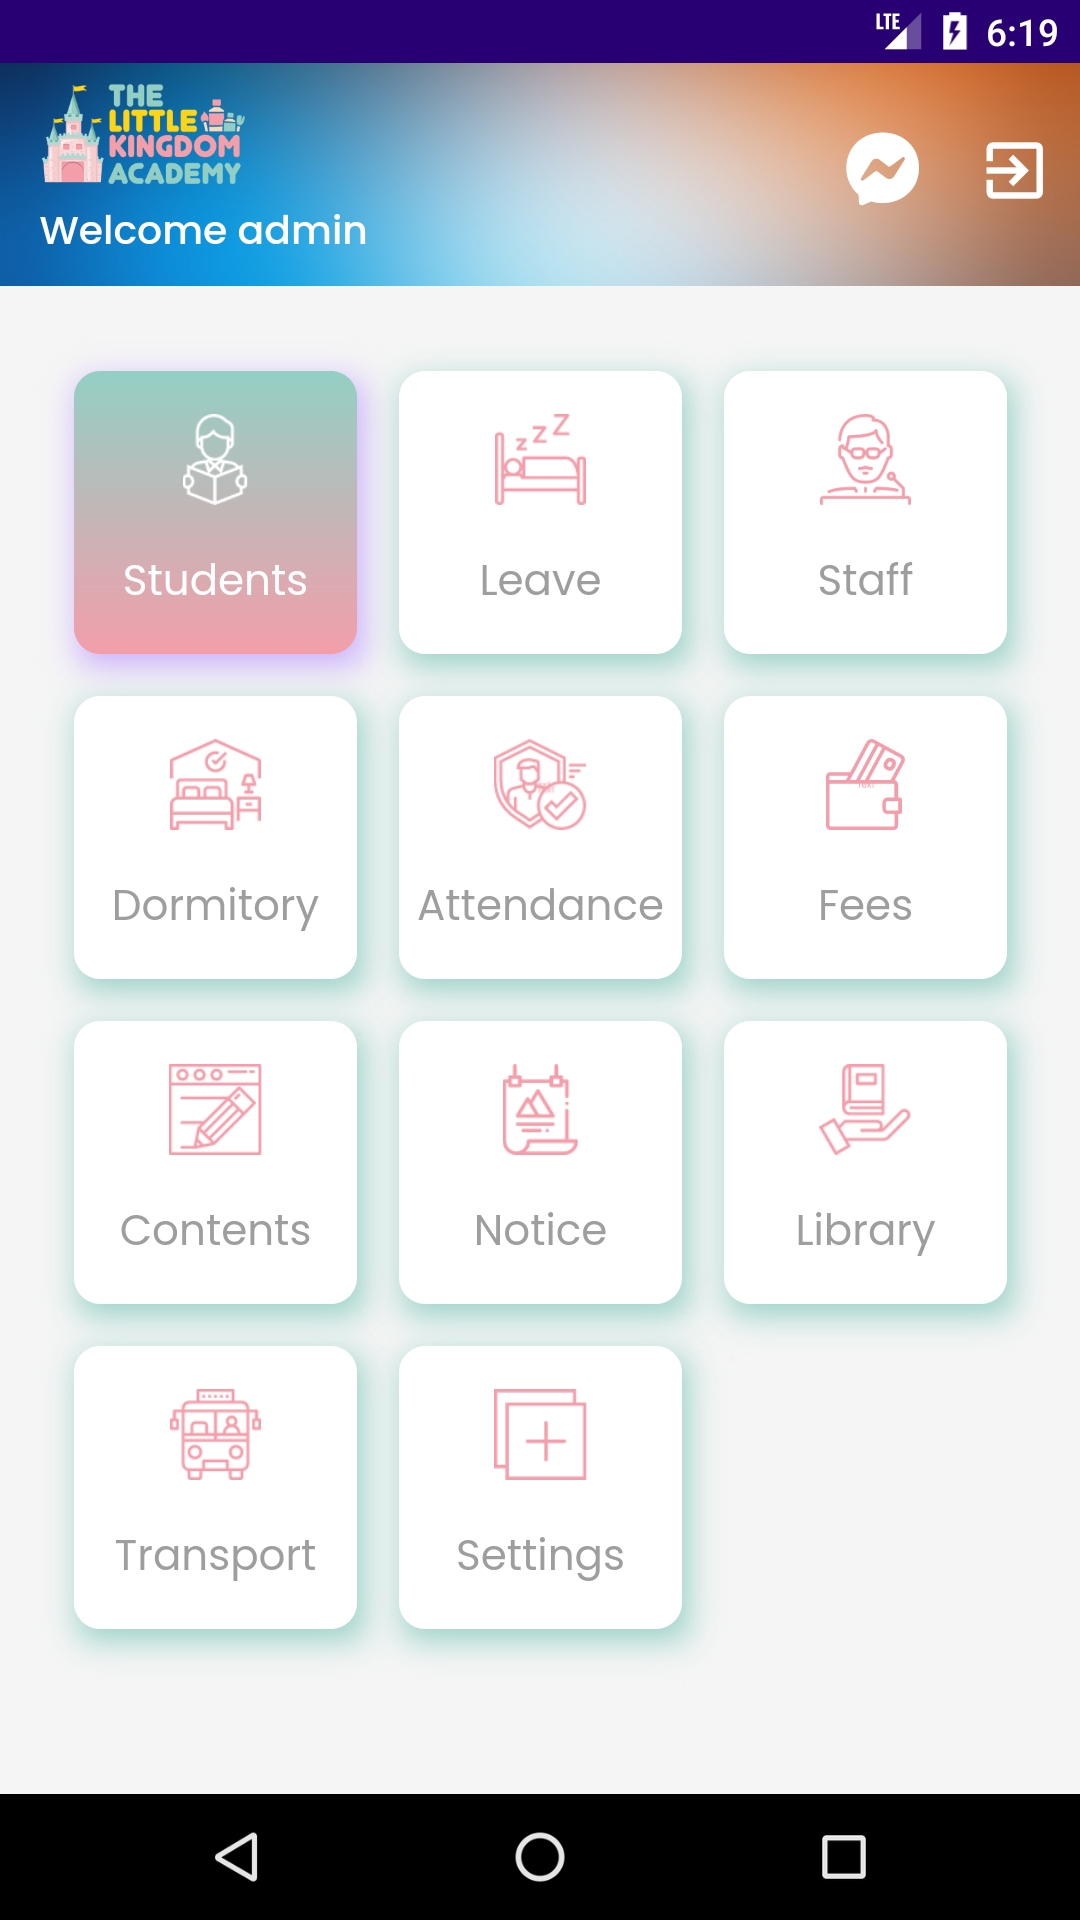 LTE 6:19
THE
LITTLE
KINGDOM
ACADEMY
Welcome admin
Students
Leave
Staff
Dormitory
Attendance
Fees
Contents
Notice
Library
Transport
Settings